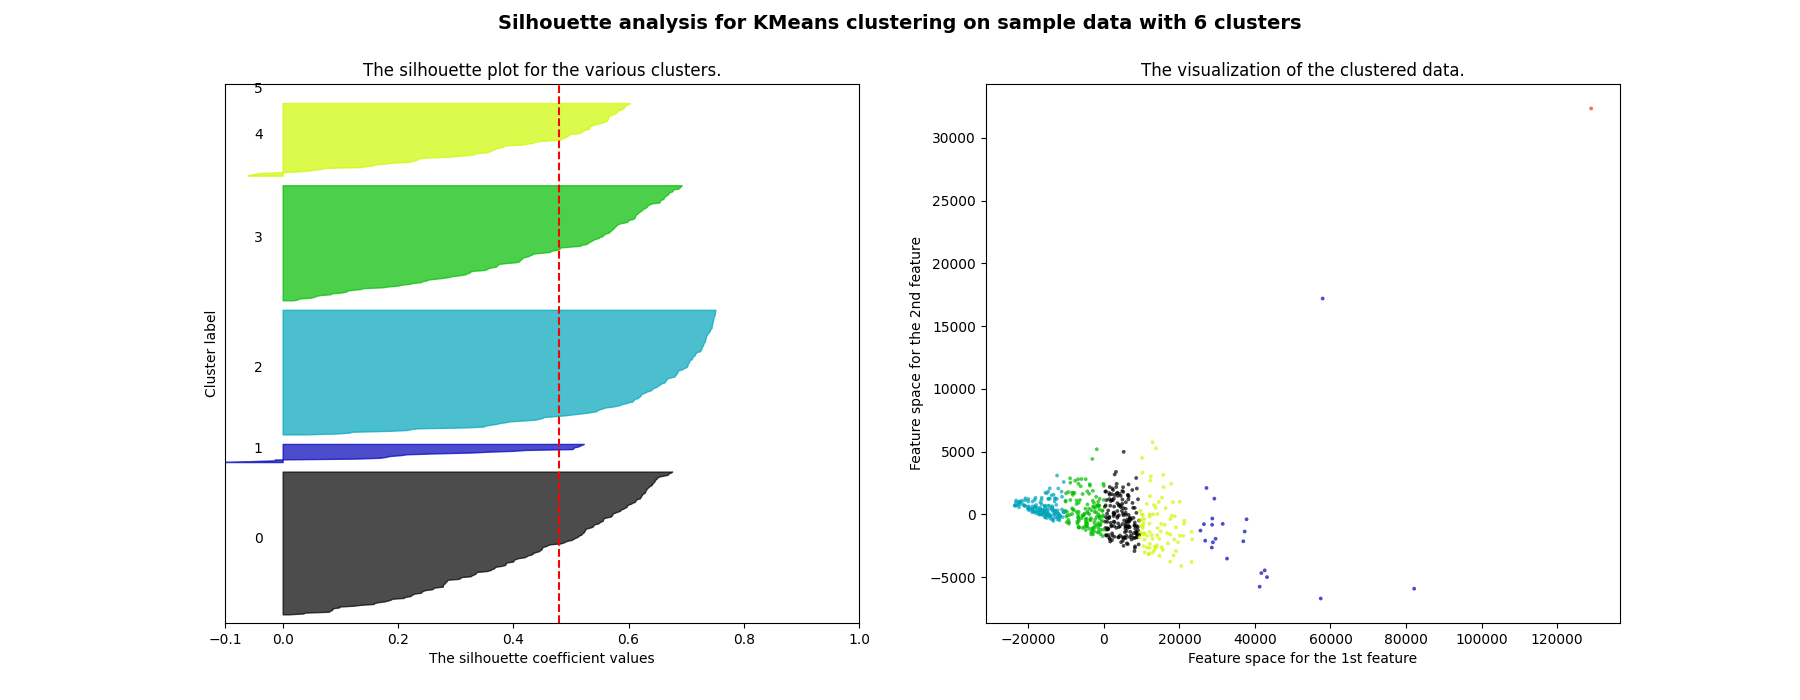 Silhouette analysis for KMeans clustering on sample data with 6 clusters
The silhouette plot for the various clusters.
5
4
3
2
1
0
Cluster label
−0.1 0.0 0.2 0.4 0.6 0.8 1.0
The silhouette coefficient values
The visualization of the clustered data.
30000
25000
20000
15000
10000
5000
0
−5000
Feature space for the 2nd feature
−20000 0 20000 40000 60000 80000 100000 120000
Feature space for the 1st feature